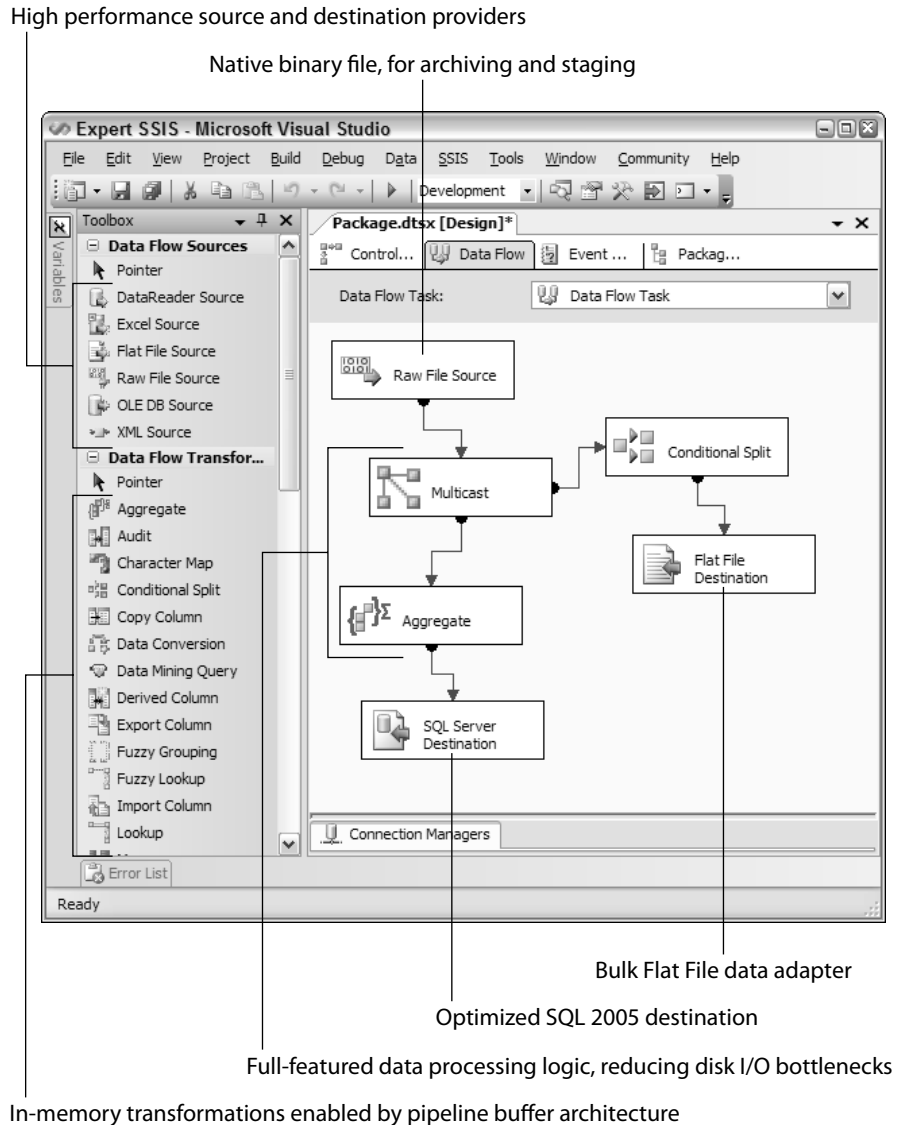 High performance source and destination providers
Native binary file, for archiving and staging
Expert SSIS - Microsoft Visual Studio
File Edit View Project Build Debug Data SSIS Tools Window Community Help
Development
Toolbox
Package.dtsx [Design]*
Variables
Data Flow Sources
Control... Data Flow Event ... Packag...
Pointer
DataReader Source
Data Flow Task: Data Flow Task
Excel Source
Flat File Source
Raw File Source
OLE DB Source
XML Source
Data Flow Transfor...
Pointer
Aggregate
Audit
Character Map
Conditional Split
Copy Column
Data Conversion
Data Mining Query
Derived Column
Export Column
Fuzzy Grouping
Fuzzy Lookup
Import Column
Lookup
Raw File Source
Multicast
Conditional Split
Flat File
Destination
Aggregate
SQL Server
Destination
Connection Managers
Error List
Ready
Bulk Flat File data adapter
Optimized SQL 2005 destination
Full-featured data processing logic, reducing disk I/O bottlenecks
In-memory transformations enabled by pipeline buffer architecture